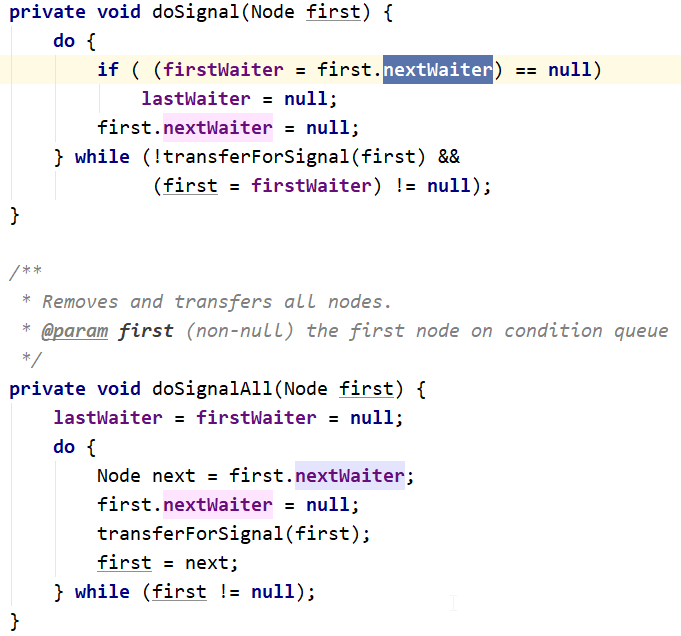 private void doSignal(Node first) {
    do {
        if ( (firstWaiter = first.nextWaiter) == null)
            lastWaiter = null;
        first.nextWaiter = null;
    } while (!transferForSignal(first) &&
             (first = firstWaiter) != null);
}

/**
 * Removes and transfers all nodes.
 * @param first (non-null) the first node on condition queue
 */
private void doSignalAll(Node first) {
    lastWaiter = firstWaiter = null;
    do {
        Node next = first.nextWaiter;
        first.nextWaiter = null;
        transferForSignal(first);
        first = next;
    } while (first != null);
}